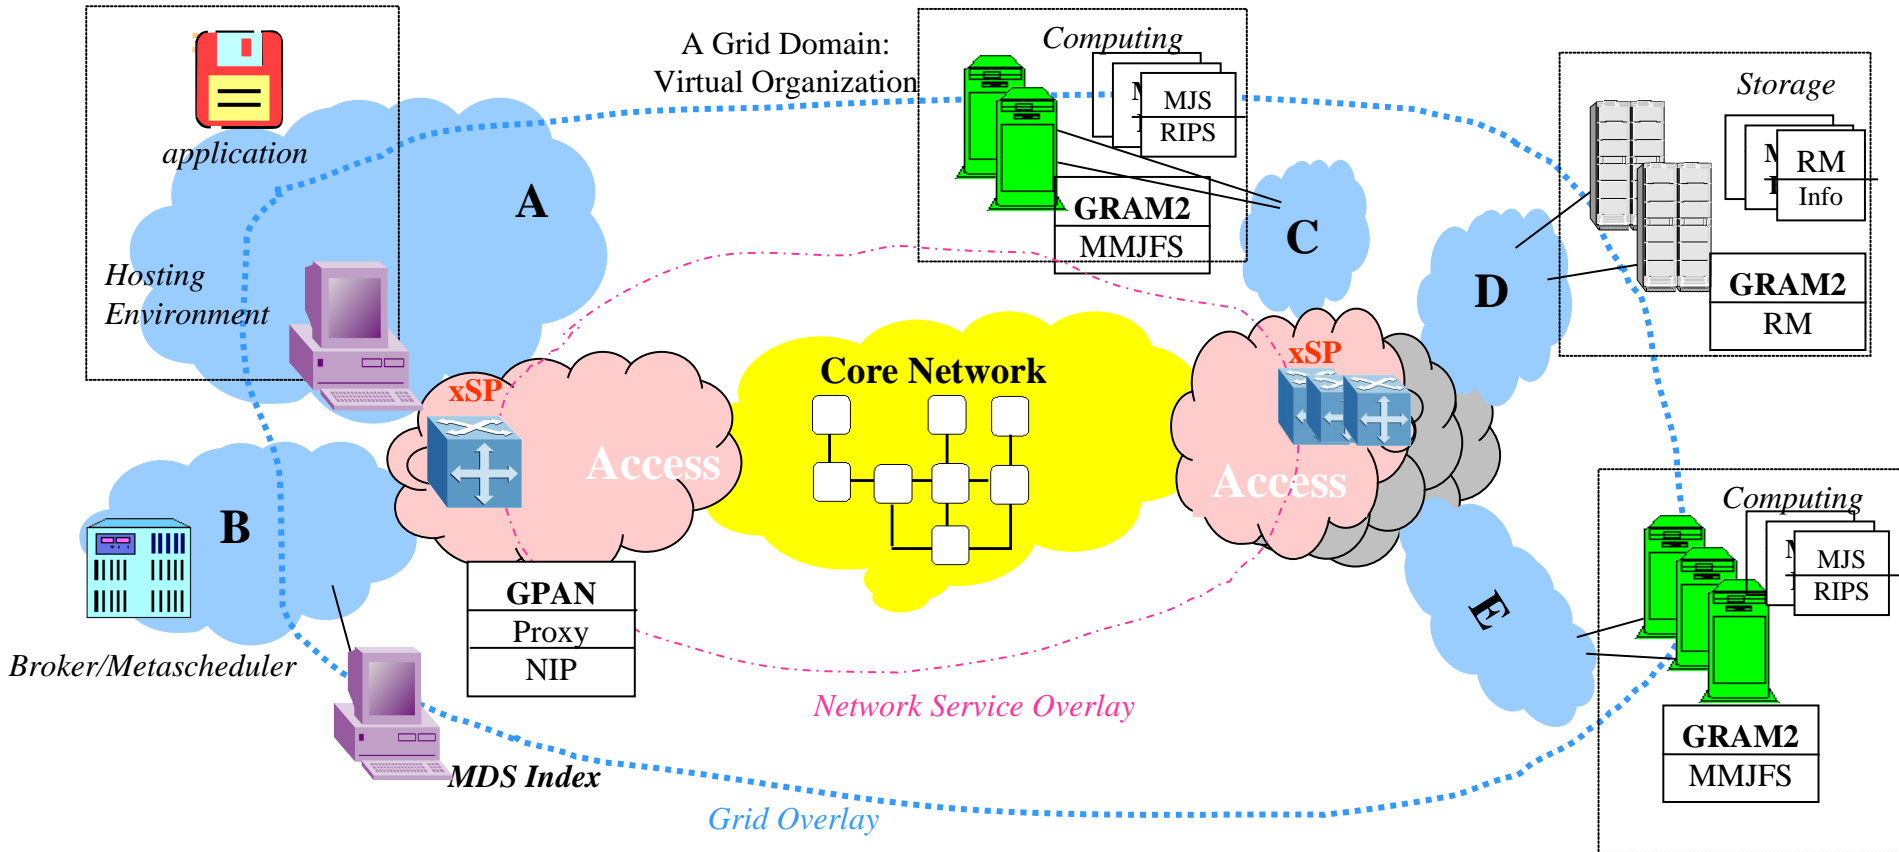 A Grid Domain:
Virtual Organization
application
A
Hosting
Environment
Computing
MJS
RIPS
GRAM2
MMJFS
C
Storage
RM
Info
GRAM2
RM
D
xSP
Access
Core Network
xSP
Access
B
Broker/Metascheduler
GPAN
Proxy
NIP
MDS Index
Network Service Overlay
Grid Overlay
E
Computing
MJS
RIPS
GRAM2
MMJFS